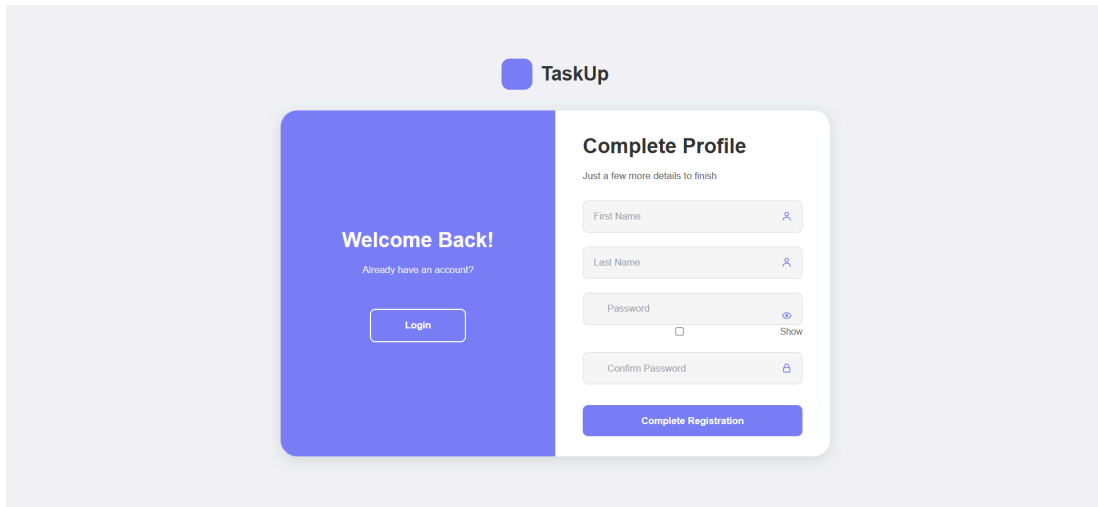 TaskUp
Welcome Back!
Already have an account?
Login
Complete Profile
Just a few more details to finish
First Name
Last Name
Password
Show
Confirm Password
Complete Registration